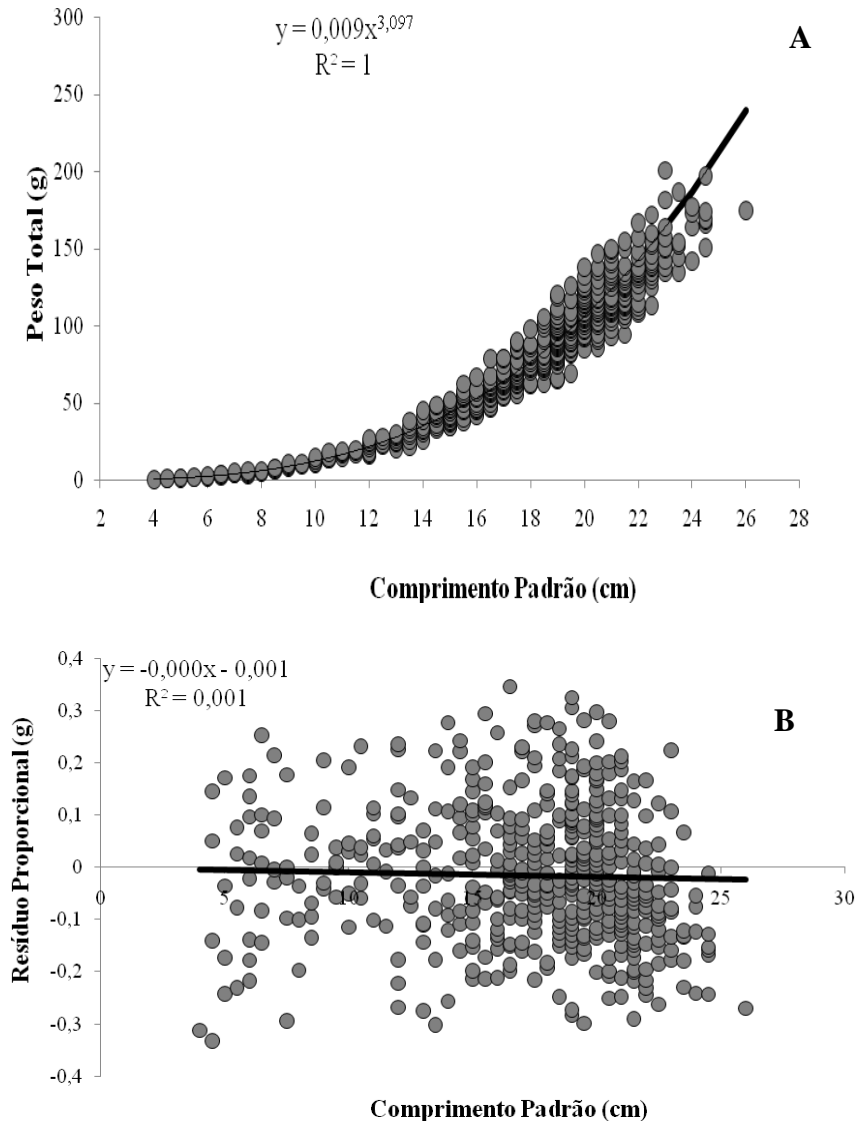 y = 0,009x^3,097
R² = 1
A
300
250
200
150
100
50
0
2 4 6 8 10 12 14 16 18 20 22 24 26 28
Peso Total (g)
Comprimento Padrão (cm)
y = -0,000x - 0,001
R² = 0,001
B
0,4
0,3
0,2
0,1
0
-0,1
-0,2
-0,3
-0,4
0 5 10 15 20 25 30
Resíduo Proporcional (g)
Comprimento Padrão (cm)